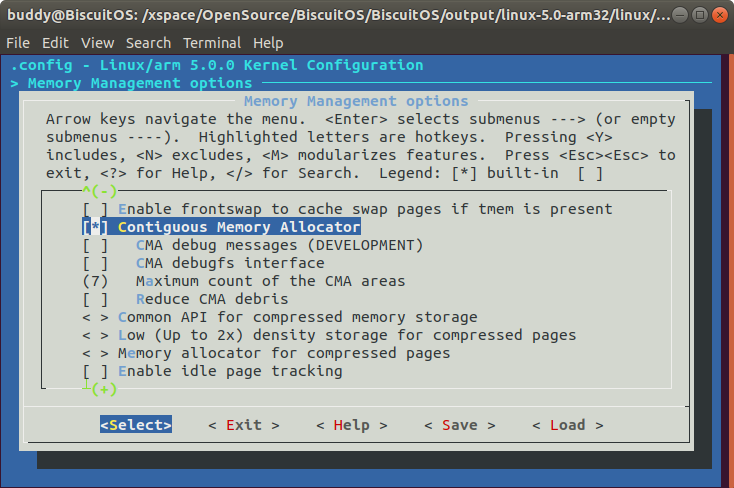 buddy@BiscuitOS: /xspace/OpenSource/BiscuitOS/BiscuitOS/output/linux-5.0-arm32/linux/...
File Edit View Search Terminal Help
.config - Linux/arm 5.0.0 Kernel Configuration
> Memory Management options
Memory Management options
Arrow keys navigate the menu.  <Enter> selects submenus ---> (or empty
submenus ----).  Highlighted letters are hotkeys.  Pressing <Y>
includes, <N> excludes, <M> modularizes features.  Press <Esc><Esc> to
exit, <?> for Help, </> for Search.  Legend: [*] built-in  [ ]
^(-)
[ ] Enable frontswap to cache swap pages if tmem is present
[*] Contiguous Memory Allocator
[ ]   CMA debug messages (DEVELOPMENT)
[ ]   CMA debugfs interface
(7)   Maximum count of the CMA areas
[ ]   Reduce CMA debris
< > Common API for compressed memory storage
< > Low (Up to 2x) density storage for compressed pages
< > Memory allocator for compressed pages
[ ] Enable idle page tracking
┴(+)
<Select>    < Exit >    < Help >    < Save >    < Load >